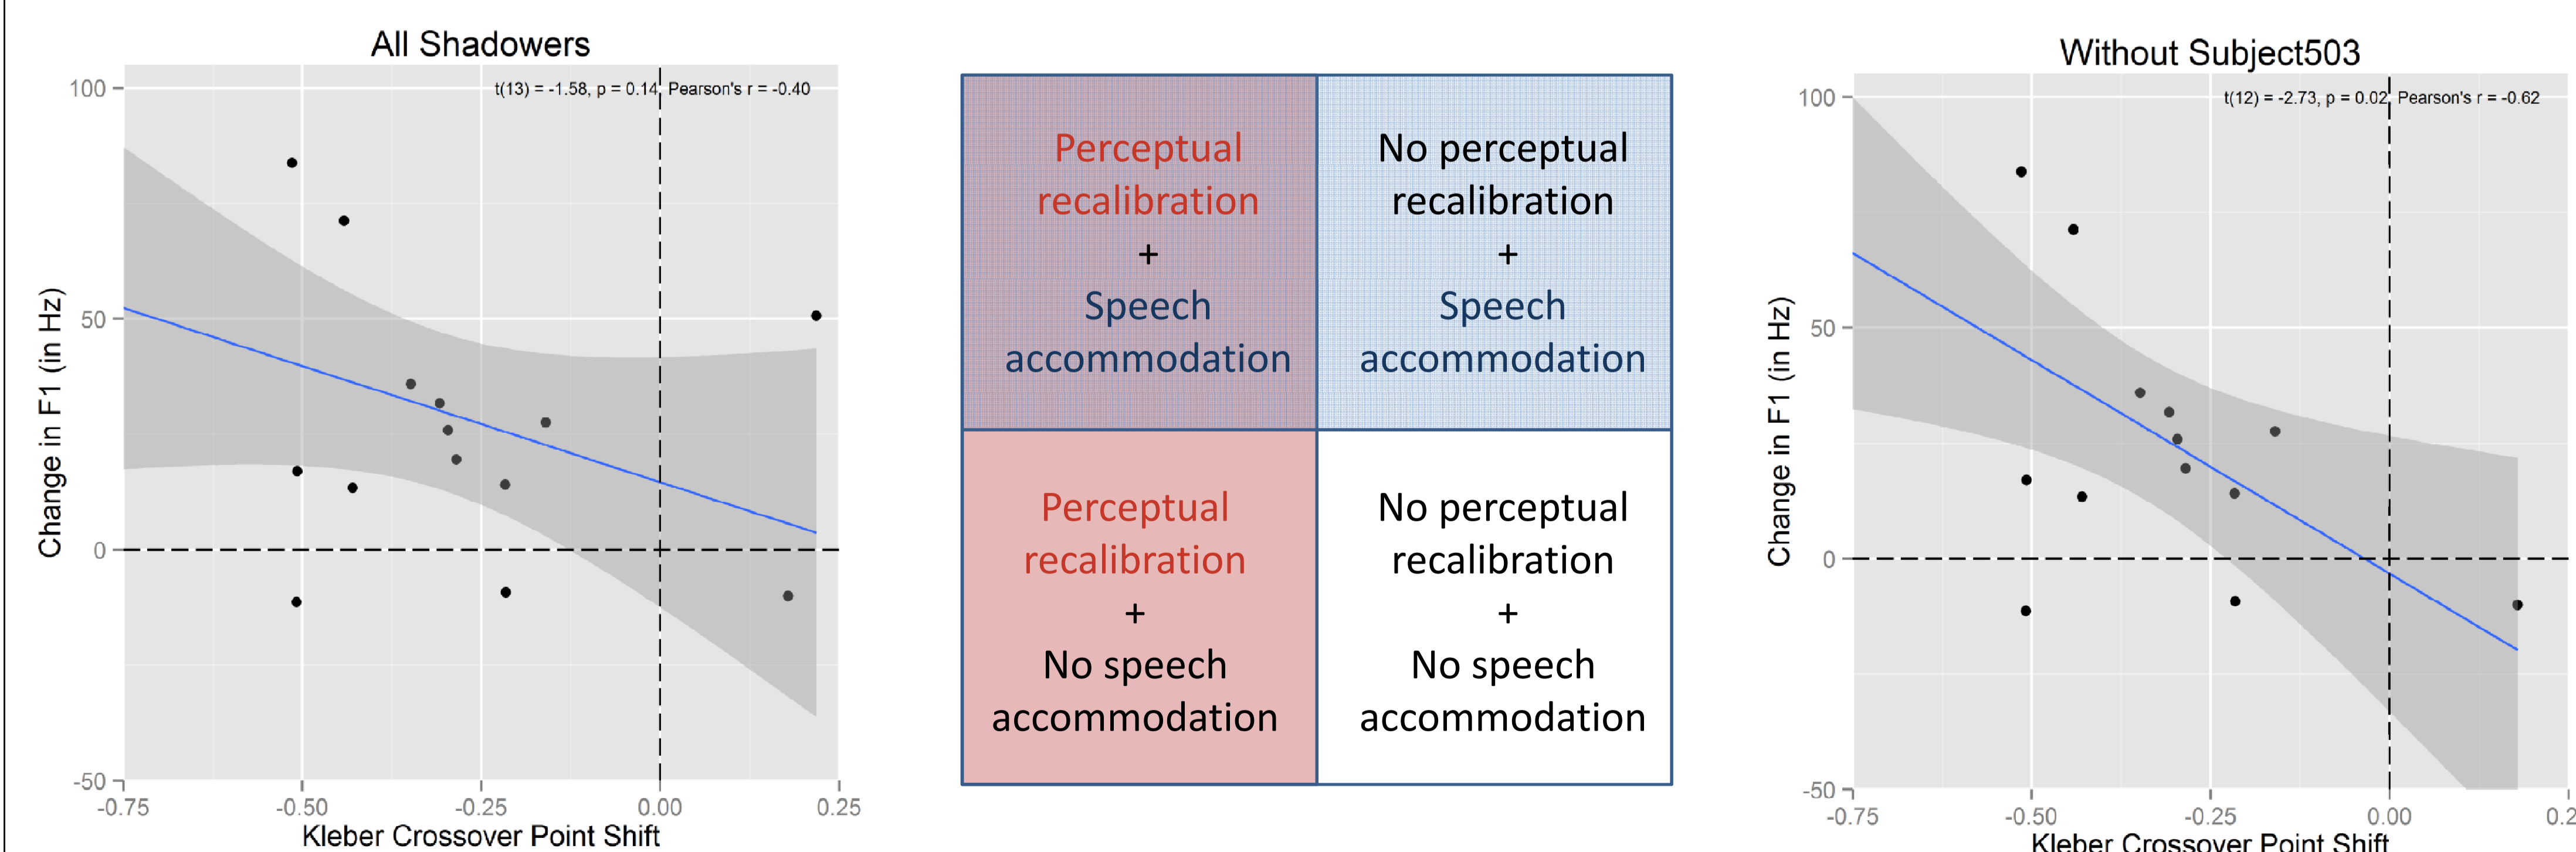 All Shadowers
t(13) = -1.58, p = 0.14, Pearson's r = -0.40
100
50
0
-50
Change in F1 (in Hz)
-0.75
-0.50
-0.25
0.00
0.25
Kleber Crossover Point Shift
Perceptual
recalibration
+
Speech
accommodation
No perceptual
recalibration
+
Speech
accommodation
Perceptual
recalibration
+
No speech
accommodation
No perceptual
recalibration
+
No speech
accommodation
Without Subject503
t(12) = -2.73, p = 0.02, Pearson's r = -0.62
100
50
0
-50
Change in F1 (in Hz)
-0.75
-0.50
-0.25
0.00
Kleber Crossover Point Shift